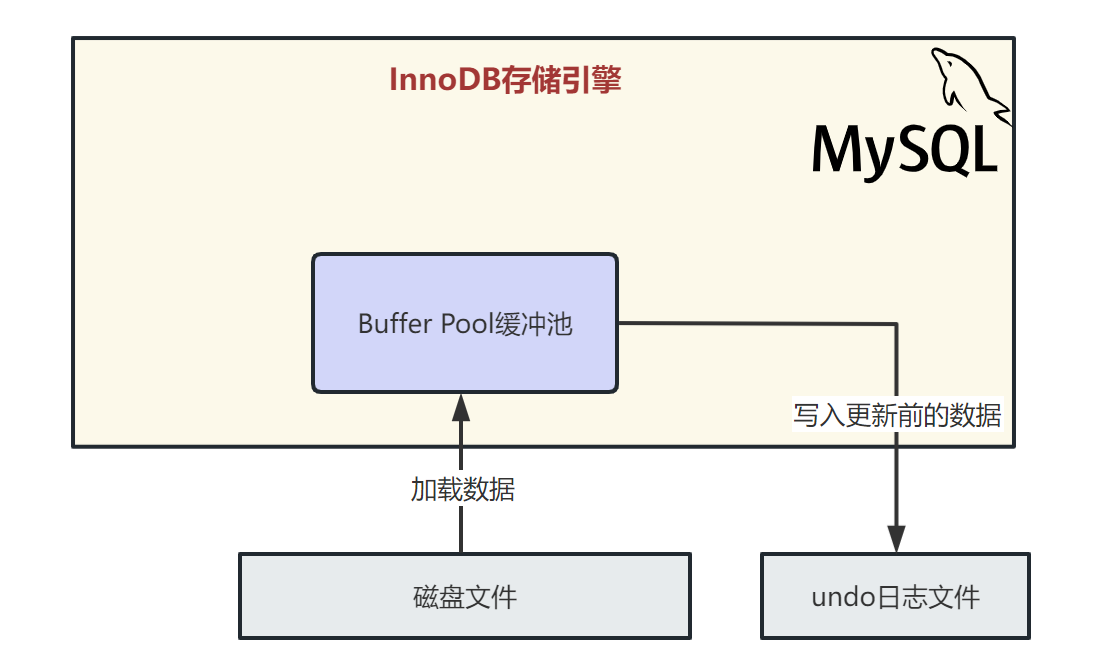 InnoDB存储引擎
MySQL
Buffer Pool缓冲池
写入更新前的数据
加载数据
磁盘文件
undo日志文件